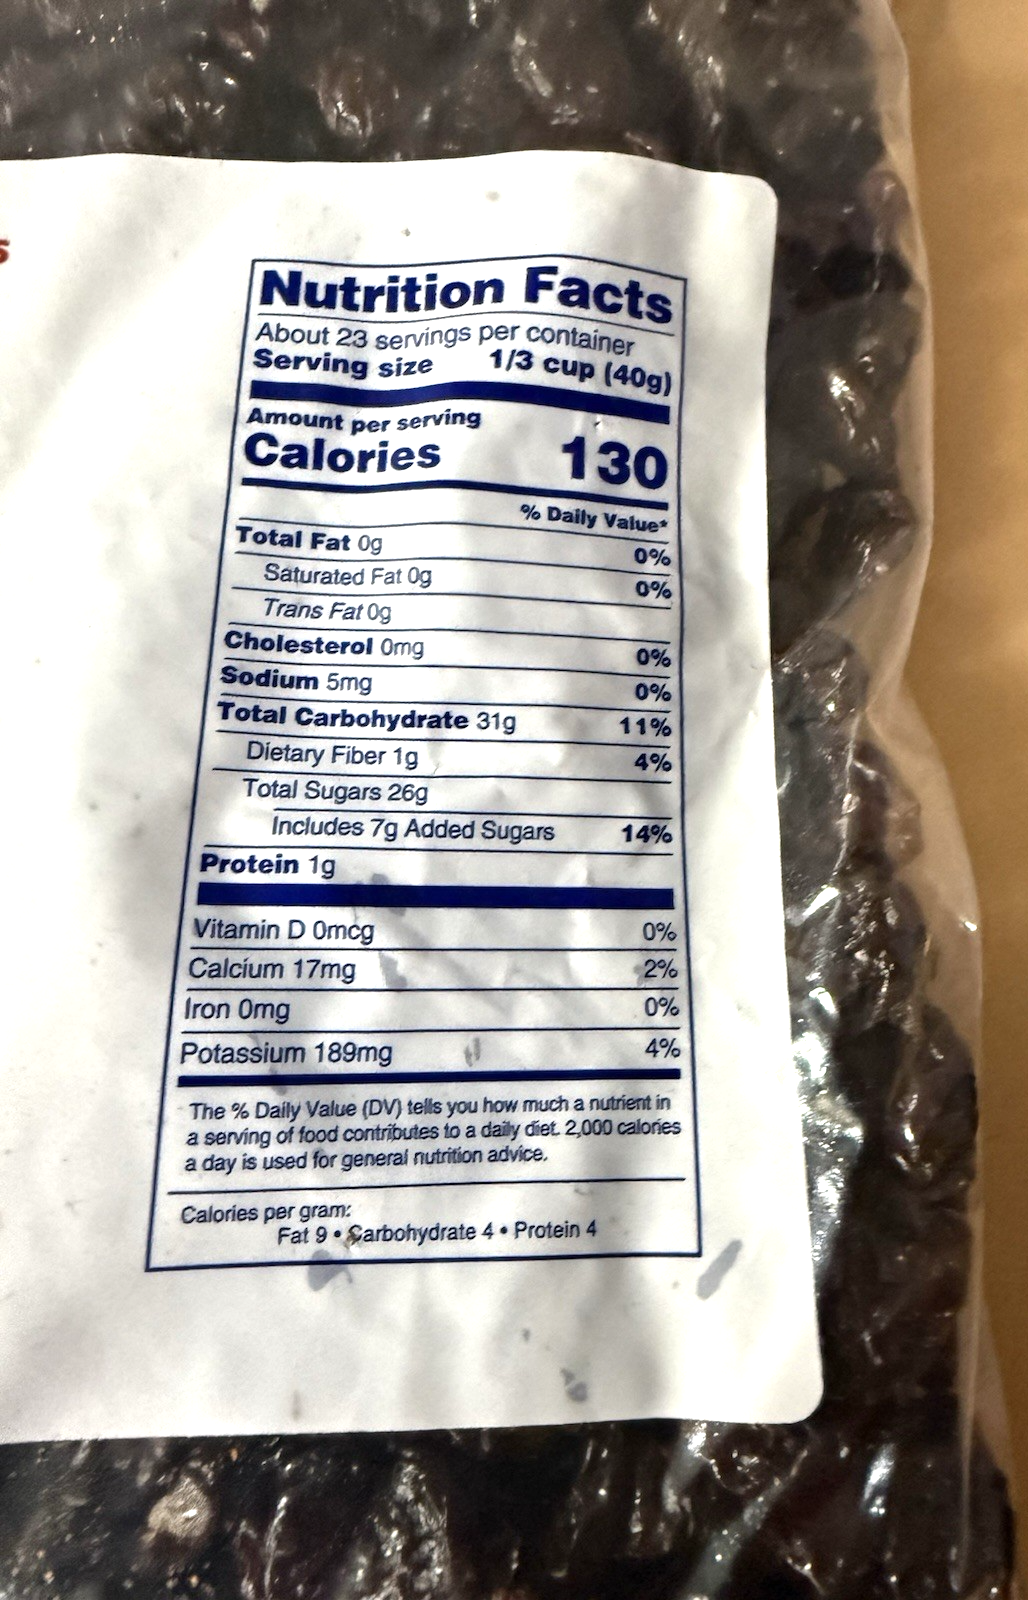 Nutrition Facts
About 23 servings per container
Serving size 1/3 cup (40g)
Amount per serving
Calories 130
% Daily Value*
Total Fat 0g 0%
Saturated Fat 0g 0%
Trans Fat 0g
Cholesterol 0mg 0%
Sodium 5mg 0%
Total Carbohydrate 31g 11%
Dietary Fiber 1g 4%
Total Sugars 26g
Includes 7g Added Sugars 14%
Protein 1g
Vitamin D 0mcg 0%
Calcium 17mg 2%
Iron 0mg 0%
Potassium 189mg 4%
The % Daily Value (DV) tells you how much a nutrient in
a serving of food contributes to a daily diet. 2,000 calories
a day is used for general nutrition advice.
Calories per gram:
Fat 9 • Carbohydrate 4 • Protein 4